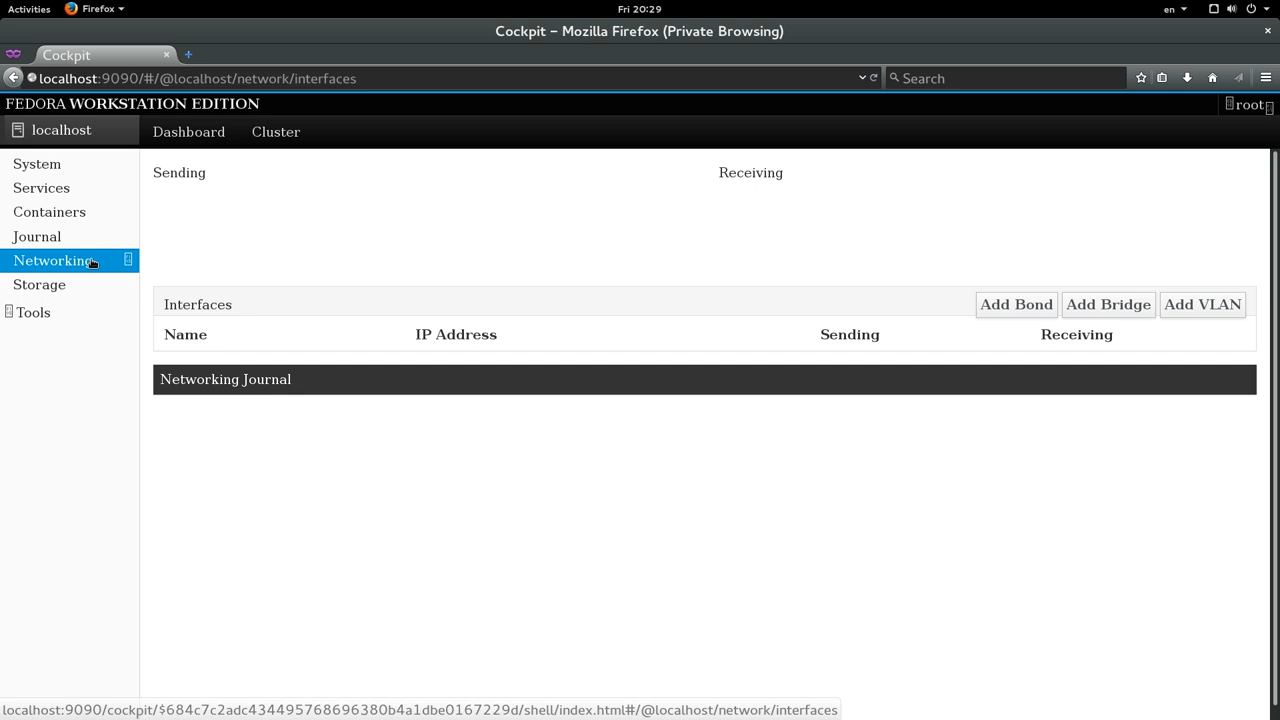 Activities Firefox Fri 20:29 en
Cockpit – Mozilla Firefox (Private Browsing)
Cockpit
localhost:9090/#/@localhost/network/interfaces Search
FEDORA WORKSTATION EDITION root
localhost Dashboard Cluster
System
Services
Containers
Journal
Networking
Storage
Tools
Sending Receiving
Interfaces Add Bond Add Bridge Add VLAN
Name IP Address Sending Receiving
Networking Journal
localhost:9090/cockpit/$684c7c2adc434495768696380b4a1dbe0167229d/shell/index.html#/@localhost/network/interfaces